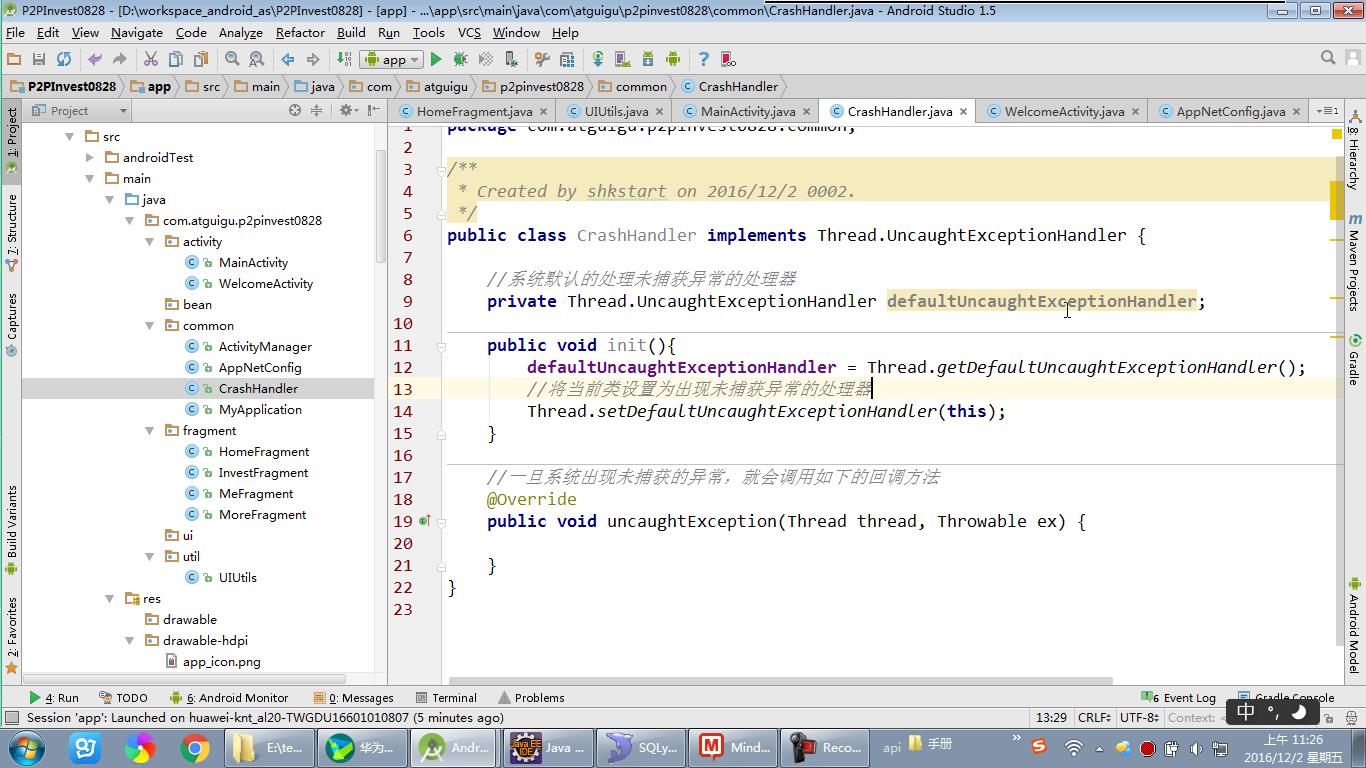 P2PInvest0828 - [D:\workspace_android_as\P2PInvest0828] - [app] - ...\app\src\main\java\com\atguigu\p2pinvest0828\common\CrashHandler.java - Android Studio 1.5
File Edit View Navigate Code Analyze Refactor Build Run Tools VCS Window Help
app
P2PInvest0828 app src main java com atguigu p2pinvest0828 common CrashHandler
Project
HomeFragment.java UIUtils.java MainActivity.java CrashHandler.java WelcomeActivity.java AppNetConfig.java
1: Project
7: Structure
Captures
Build Variants
2: Favorites
src
androidTest
main
java
com.atguigu.p2pinvest0828
activity
MainActivity
WelcomeActivity
bean
common
ActivityManager
AppNetConfig
CrashHandler
MyApplication
fragment
HomeFragment
InvestFragment
MeFragment
MoreFragment
ui
util
UIUtils
res
drawable
drawable-hdpi
app_icon.png
1 package com.atguigu.p2pinvest0828.common;
2
3 /**
4 * Created by shkstart on 2016/12/2 0002.
5 */
6 public class CrashHandler implements Thread.UncaughtExceptionHandler {
7
8 //系统默认的处理未捕获异常的处理器
9 private Thread.UncaughtExceptionHandler defaultUncaughtExceptionHandler;
10
11 public void init(){
12 defaultUncaughtExceptionHandler = Thread.getDefaultUncaughtExceptionHandler();
13 //将当前类设置为出现未捕获异常的处理器
14 Thread.setDefaultUncaughtExceptionHandler(this);
15 }
16
17 //一旦系统出现未捕获的异常，就会调用如下的回调方法
18 @Override
19 public void uncaughtException(Thread thread, Throwable ex) {
20
21 }
22 }
23
8: Hierarchy
Maven Projects
Gradle
Android Model
4: Run TODO 6: Android Monitor 0: Messages Terminal Problems 6 Event Log Gradle Console
Session 'app': Launched on huawei-knt_al20-TWGDU16601010807 (5 minutes ago) 13:29 CRLF UTF-8 Context:
中
E:\te... 华为... Andr... Java ... SQLy... Mind... Reco... api 手册
上午 11:26
2016/12/2 星期五